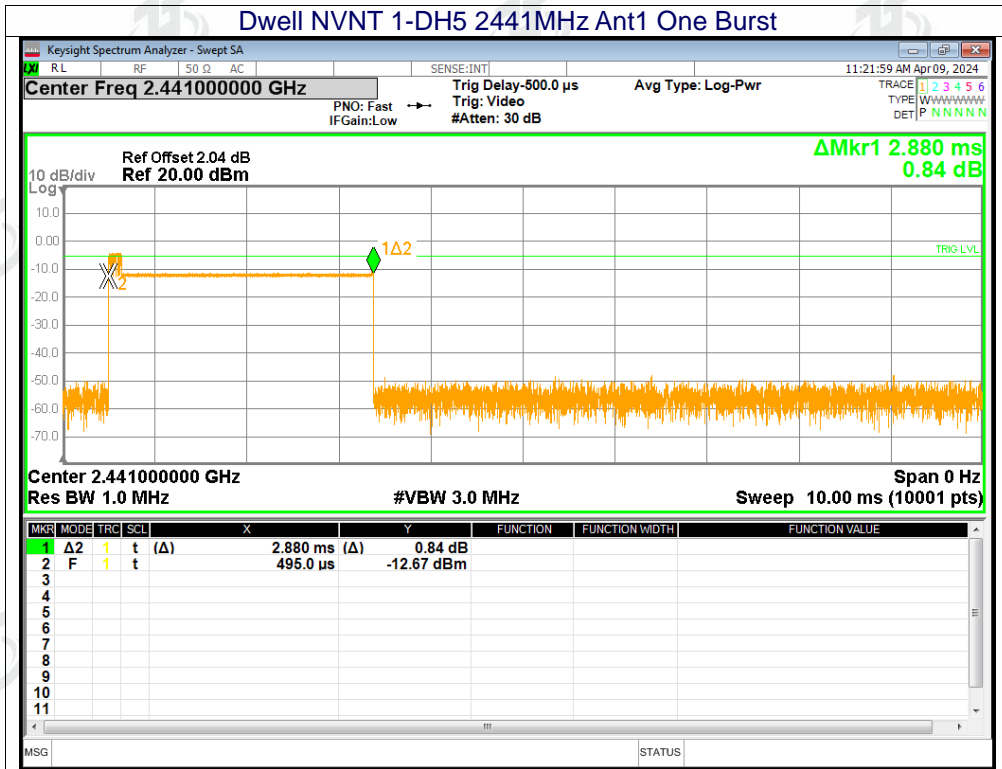 Dwell NVNT 1-DH5 2441MHz Ant1 One Burst
Keysight Spectrum Analyzer - Swept SA
LXI RL RF 50 Ω AC SENSE:INT 11:21:59 AM Apr 09, 2024
Center Freq 2.441000000 GHz Trig Delay-500.0 µs Avg Type: Log-Pwr TRACE 1 2 3 4 5 6
PNO: Fast Trig: Video TYPE WWWWWWW
IFGain:Low #Atten: 30 dB DET P N N N N N
ΔMkr1 2.880 ms
0.84 dB
Ref Offset 2.04 dB
10 dB/div Ref 20.00 dBm
Log
10.0
0.00
1Δ2
TRIG LVL
-10.0
2
-20.0
-30.0
-40.0
-50.0
-60.0
-70.0
Center 2.441000000 GHz Span 0 Hz
Res BW 1.0 MHz #VBW 3.0 MHz Sweep 10.00 ms (10001 pts)
MKR MODE TRC SCL X Y FUNCTION FUNCTION WIDTH FUNCTION VALUE
1 Δ2 1 t (Δ) 2.880 ms (Δ) 0.84 dB
2 F 1 t 495.0 µs -12.67 dBm
3
4
5
6
7
8
9
10
11
MSG STATUS